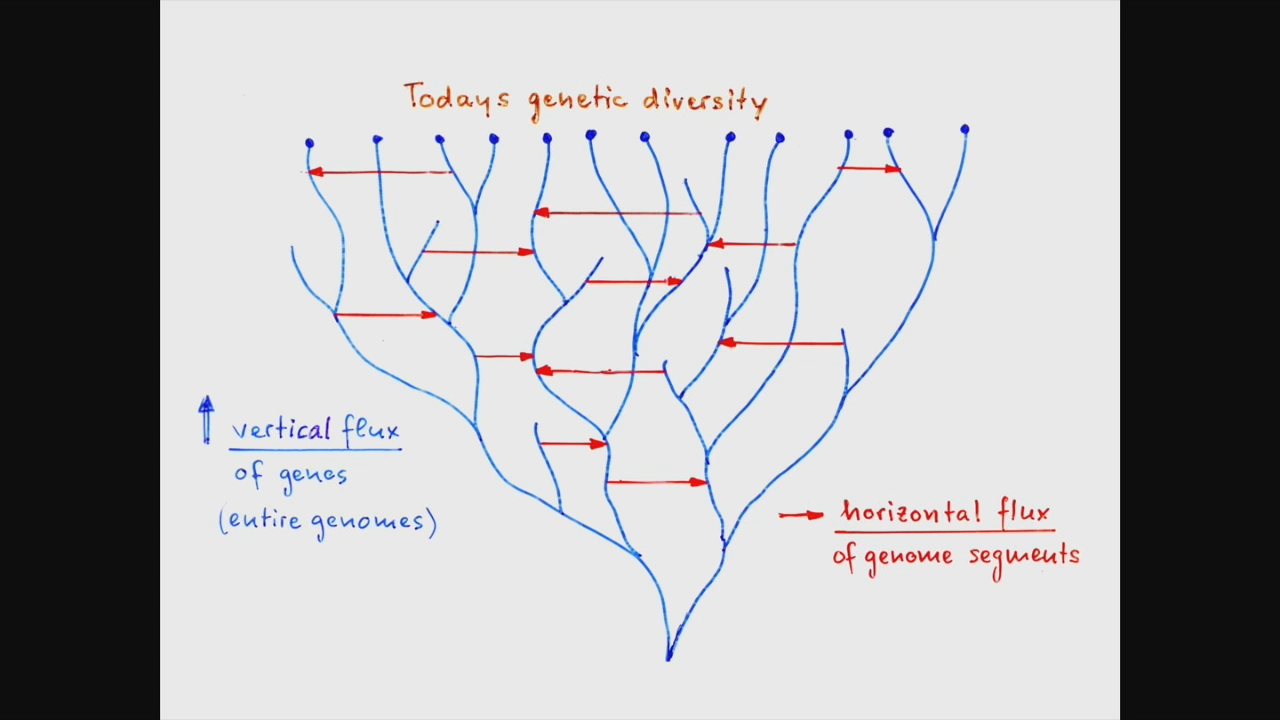 Todays genetic diversity
vertical flux
of genes
(entire genomes)
horizontal flux
of genome segments